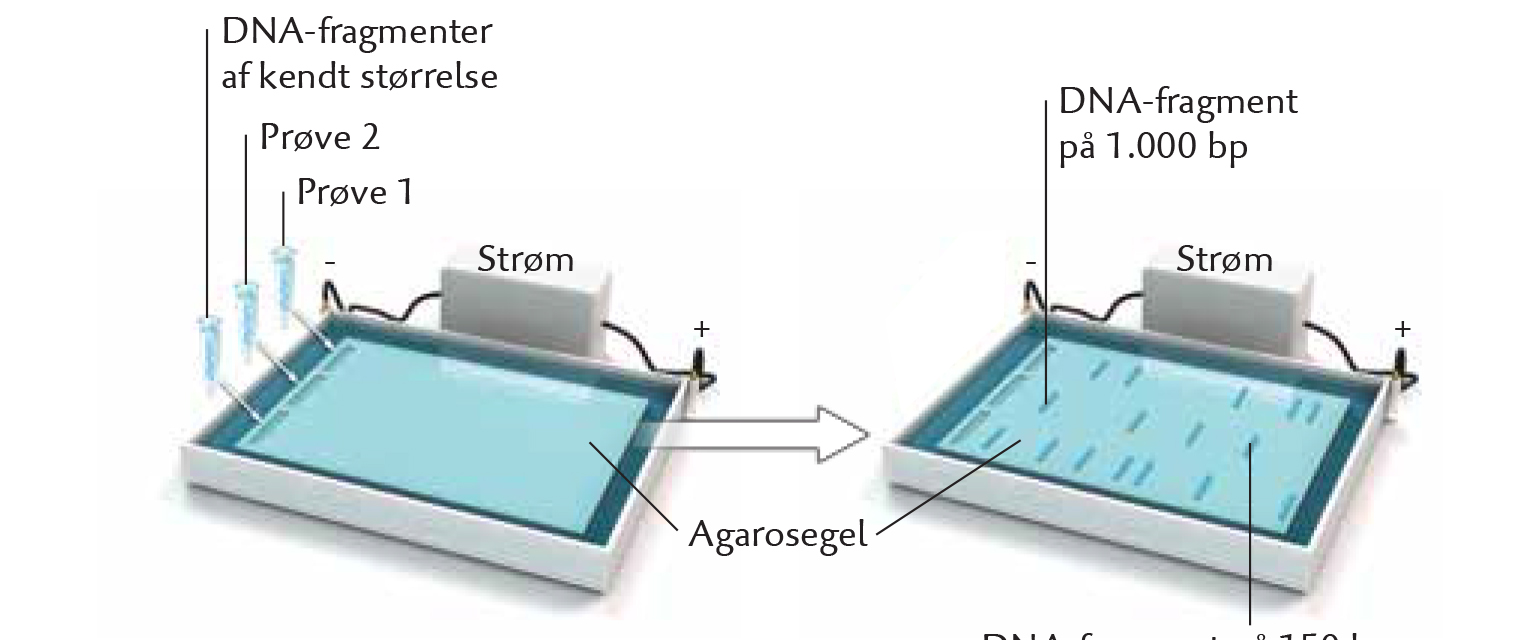 DNA-fragmenter
af kendt størrelse
Prøve 2
Prøve 1
-
Strøm
+
Agarosegel
DNA-fragment
på 1.000 bp
-
Strøm
+